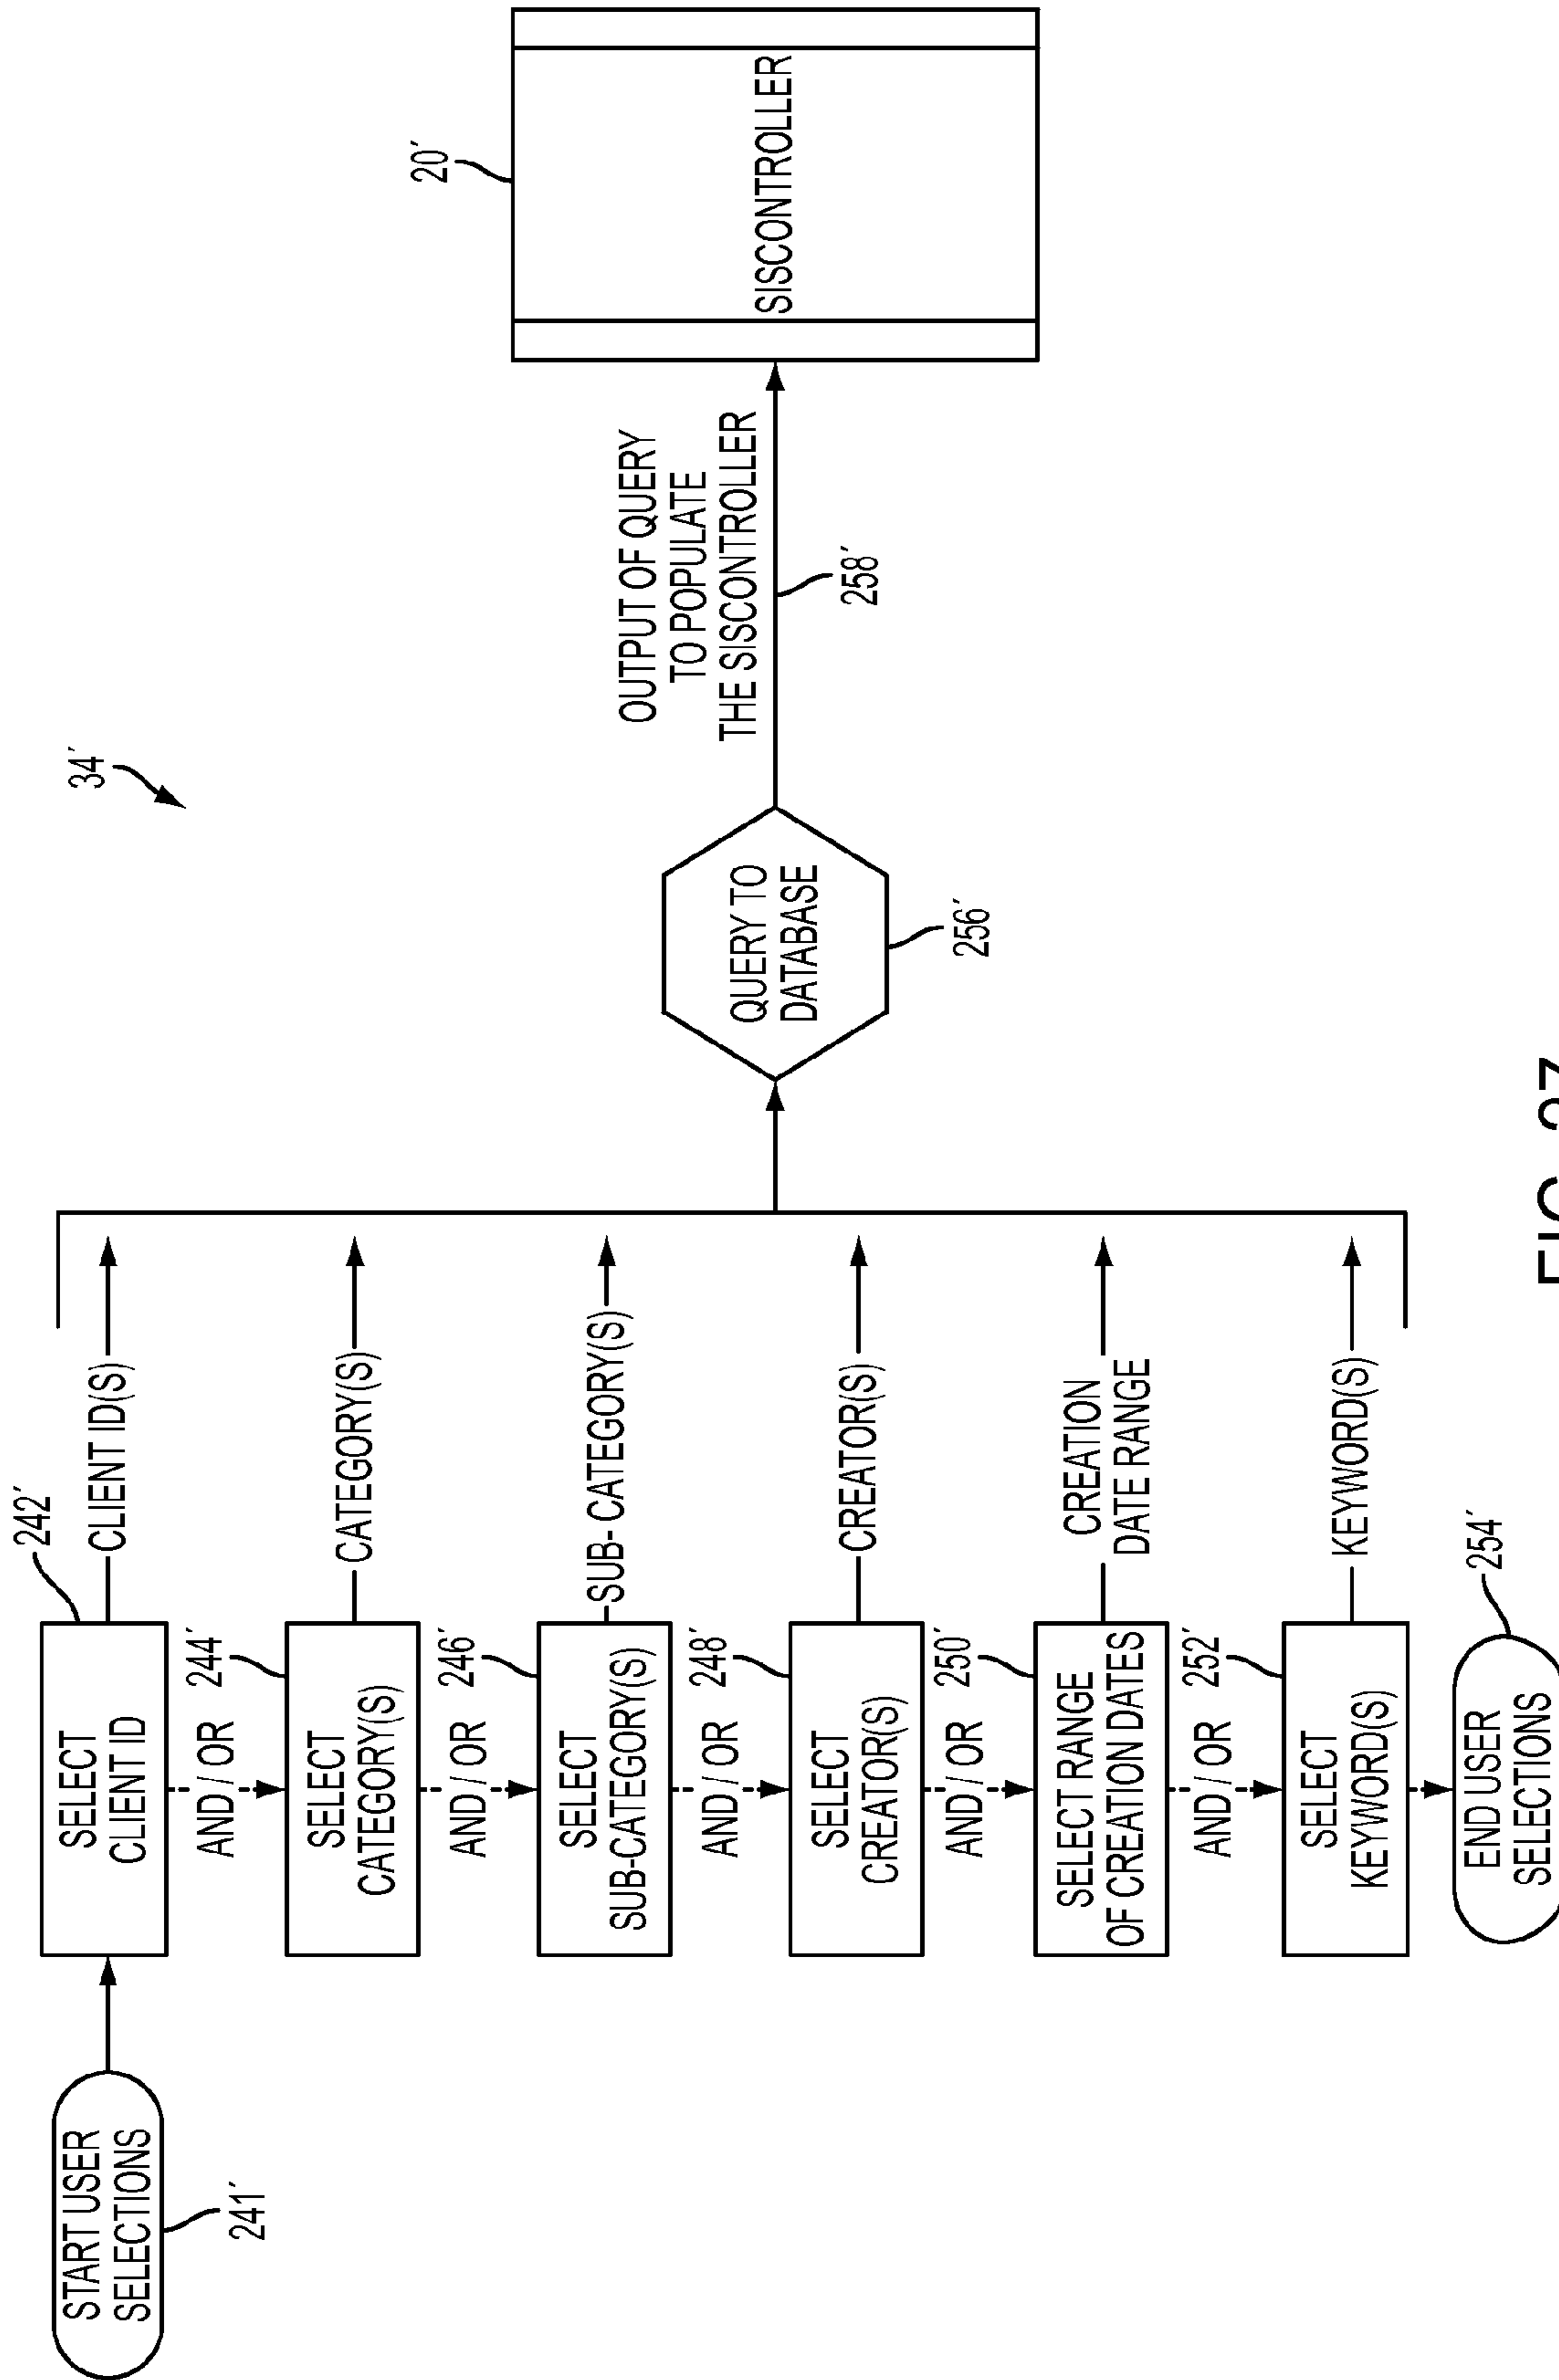 34´
START USER
SELECTIONS
241´
242´
SELECT
CLIENT ID
CLIENT ID(S)
AND / OR
244´
SELECT
CATEGORY(S)
CATEGORY(S)
AND / OR
246´
SELECT
SUB-CATEGORY(S)
SUB- CATEGORY(S)
AND / OR
248´
SELECT
CREATOR(S)
CREATOR(S)
AND / OR
250´
SELECT RANGE
OF CREATION DATES
CREATION
DATE RANGE
AND / OR
252´
SELECT
KEYWORD(S)
KEYWORD(S)
END USER
SELECTIONS
254´
QUERY TO
DATABASE
256´
OUTPUT OF QUERY
TO POPULATE
THE SISCONTROLLER
258´
20´
SISCONTROLLER